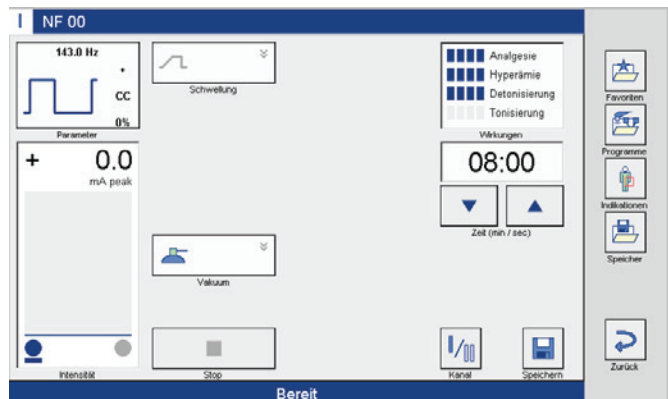 I NF 00
143.0 Hz
+
CC
0%
Parameter
+ 0.0
mA peak
Intensität
Schwellung
Vakuum
Stop
Analgesie
Hyperämie
Detonisierung
Tonisierung
Wirkungen
08:00
Zeit (min / sec)
I/II
Kanal
Speichern
Bereit
Favoriten
Programme
Indikationen
Speicher
Zurück